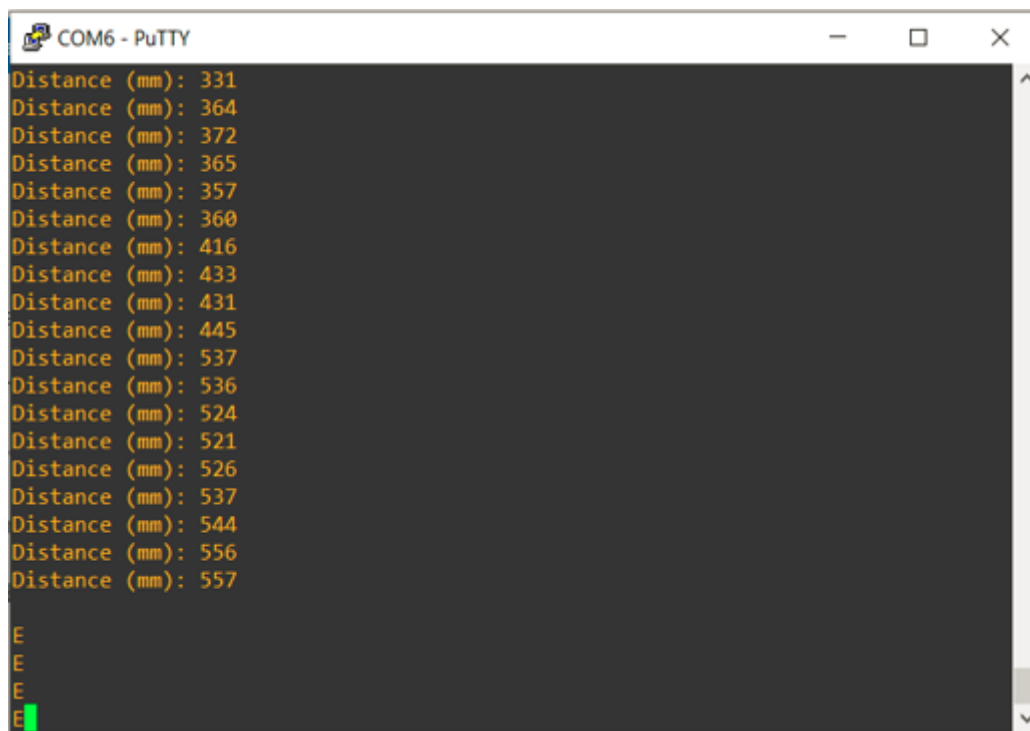 COM6 - PuTTY
Distance (mm): 331
Distance (mm): 364
Distance (mm): 372
Distance (mm): 365
Distance (mm): 357
Distance (mm): 360
Distance (mm): 416
Distance (mm): 433
Distance (mm): 431
Distance (mm): 445
Distance (mm): 537
Distance (mm): 536
Distance (mm): 524
Distance (mm): 521
Distance (mm): 526
Distance (mm): 537
Distance (mm): 544
Distance (mm): 556
Distance (mm): 557
E
E
E
E